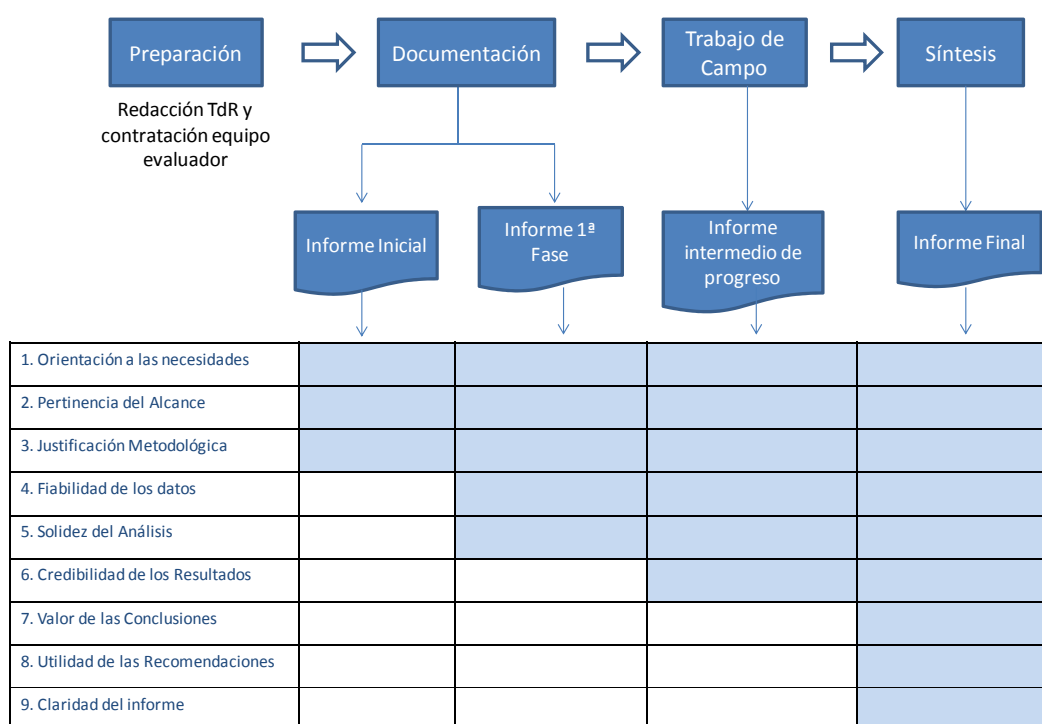 Preparación
Documentación
Trabajo de
Campo
Síntesis
Redacción TdR y
contratación equipo
evaluador
Informe Inicial
Informe 1ª
Fase
Informe
intermedio de
progreso
Informe Final
1. Orientación a las necesidades
2. Pertinencia del Alcance
3. Justificación Metodológica
4. Fiabilidad de los datos
5. Solidez del Análisis
6. Credibilidad de los Resultados
7. Valor de las Conclusiones
8. Utilidad de las Recomendaciones
9. Claridad del informe